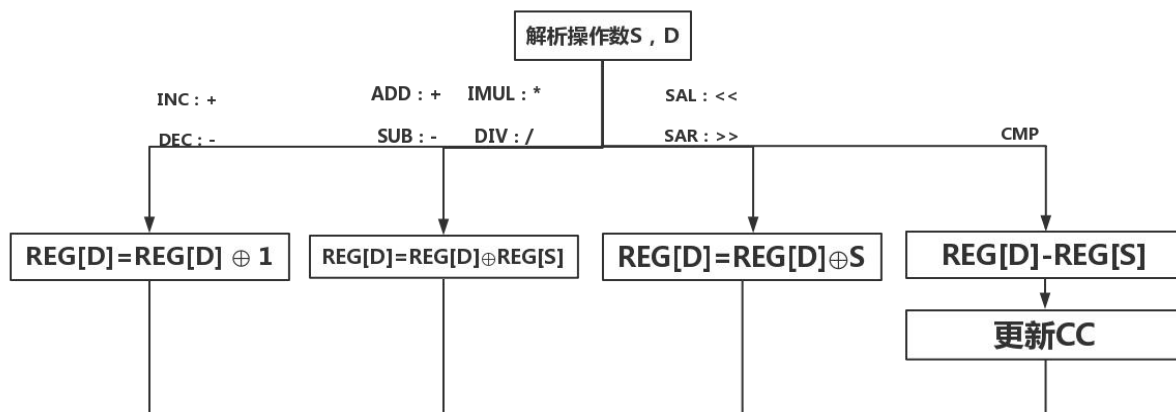 解析操作数S，D
INC：+
ADD：+ IMUL：*
SAL：<<
DEC：-
SUB：- DIV：/
SAR：>>
CMP
REG[D]=REG[D] ⊕ 1
REG[D]=REG[D]⊕REG[S]
REG[D]=REG[D]⊕S
REG[D]-REG[S]
更新CC